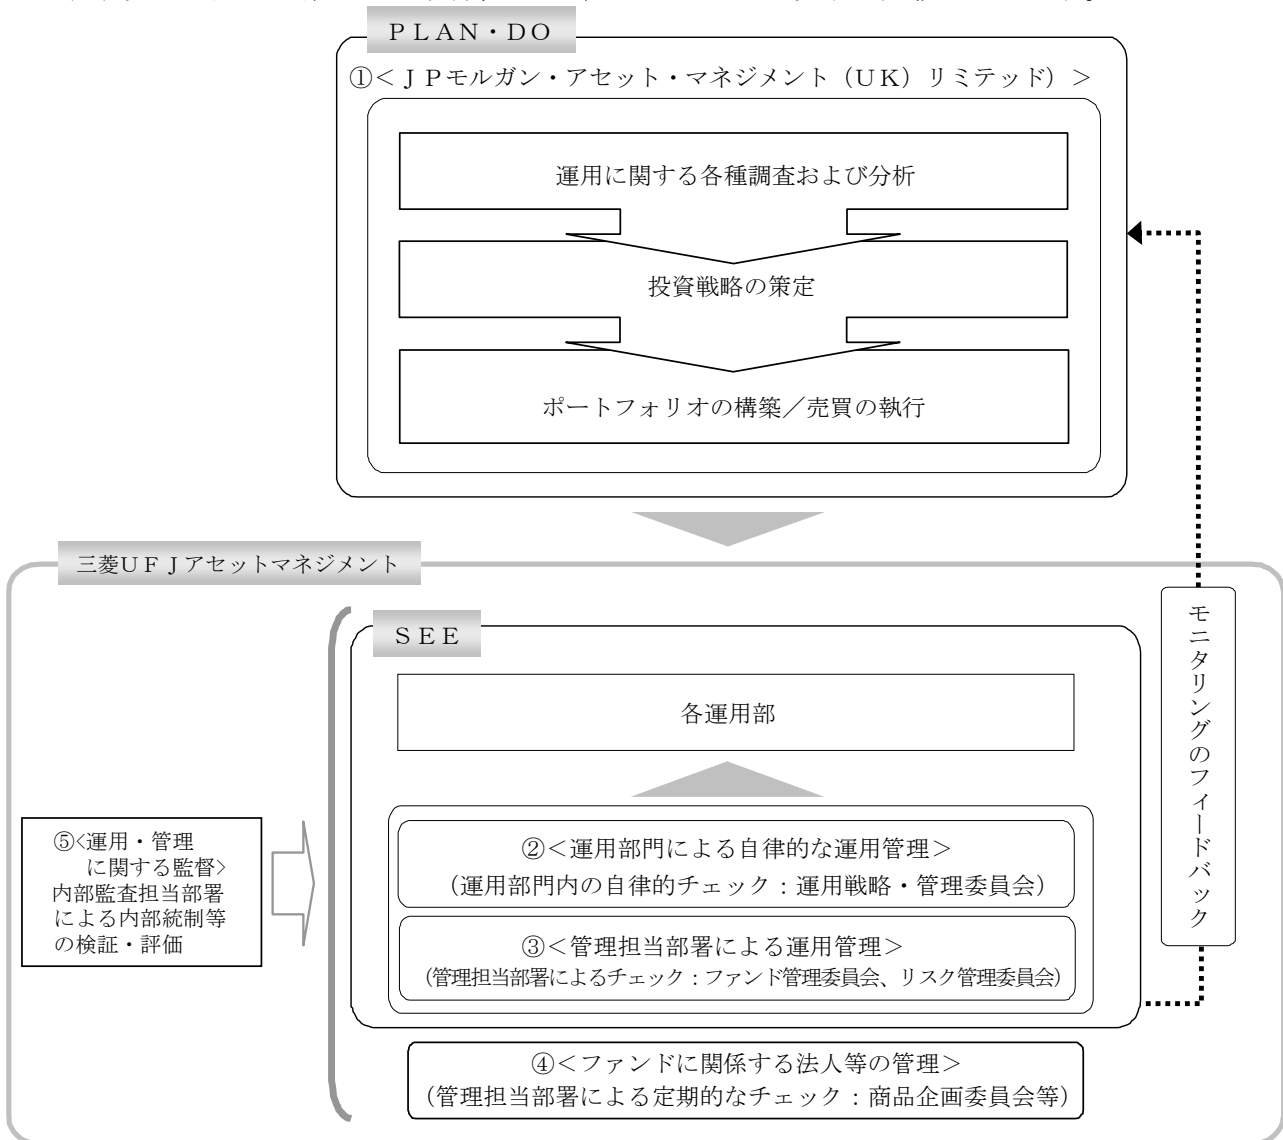 ＰＬＡＮ・ＤＯ
①＜ＪＰモルガン・アセット・マネジメント（ＵＫ）リミテッド）＞
運用に関する各種調査および分析
投資戦略の策定
ポートフォリオの構築／売買の執行
三菱ＵＦＪアセットマネジメント
ＳＥＥ
各運用部
②＜運用部門による自律的な運用管理＞
（運用部門内の自律的チェック：運用戦略・管理委員会）
③＜管理担当部署による運用管理＞
（管理担当部署によるチェック：ファンド管理委員会、リスク管理委員会）
④＜ファンドに関係する法人等の管理＞
（管理担当部署による定期的なチェック：商品企画委員会等）
⑤<運用・管理
に関する監督>
内部監査担当部署
による内部統制等
の検証・評価
モニタリングのフィードバック